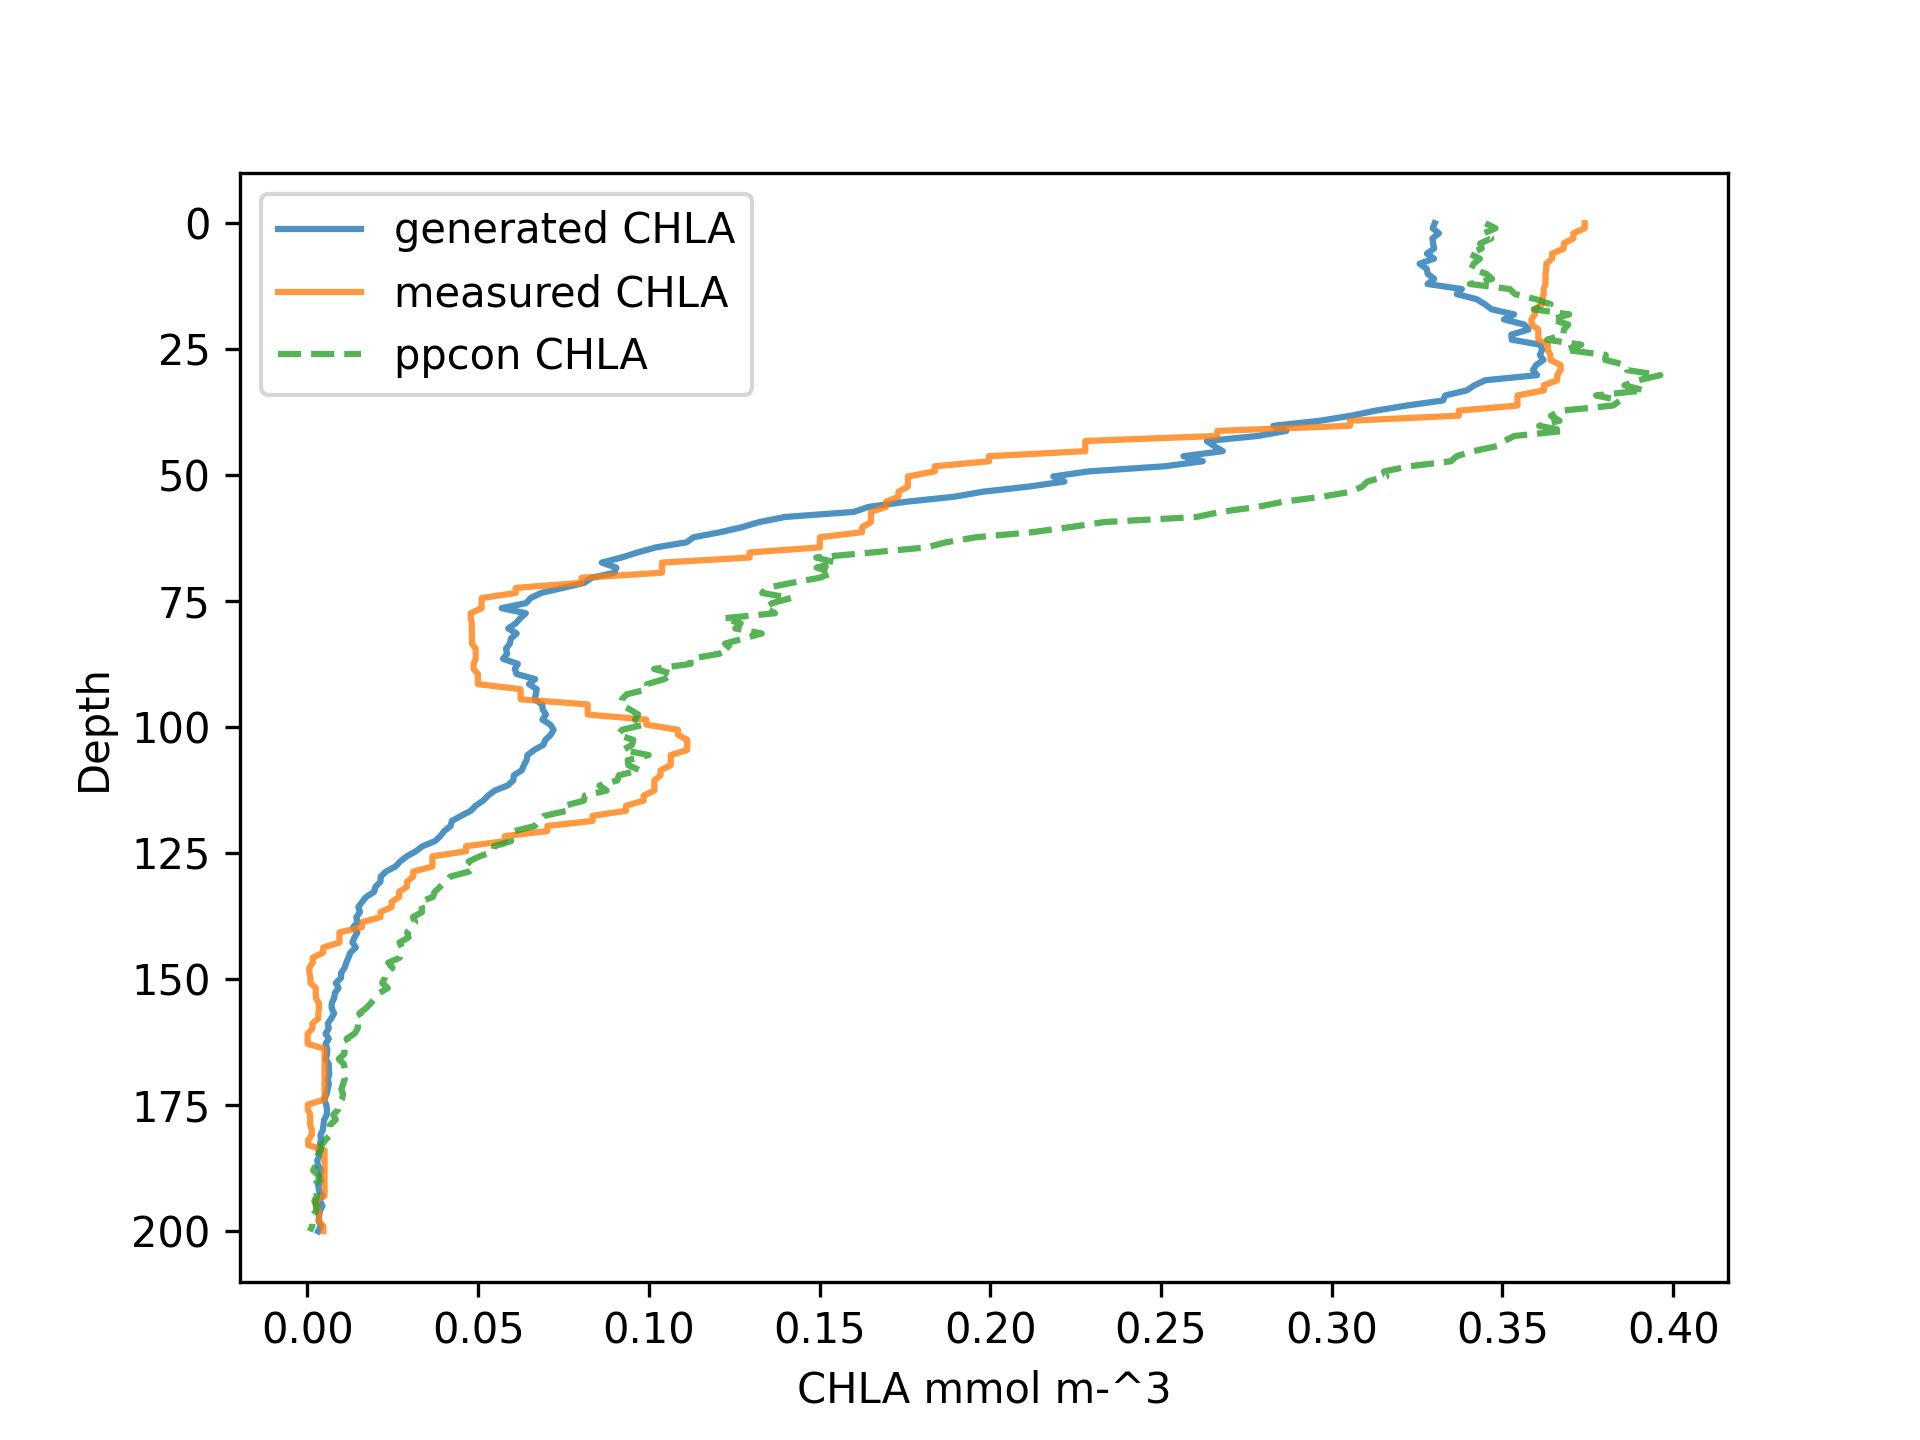 generated CHLA
measured CHLA
ppcon CHLA
0
25
50
75
100
125
150
175
200
Depth
0.00 0.05 0.10 0.15 0.20 0.25 0.30 0.35 0.40
CHLA mmol m-^3